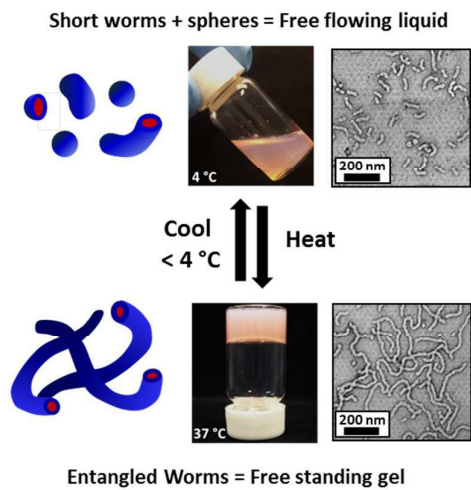 Short worms + spheres = Free flowing liquid
4 °C
200 nm
Cool
< 4 °C
Heat
37 °C
200 nm
Entangled Worms = Free standing gel